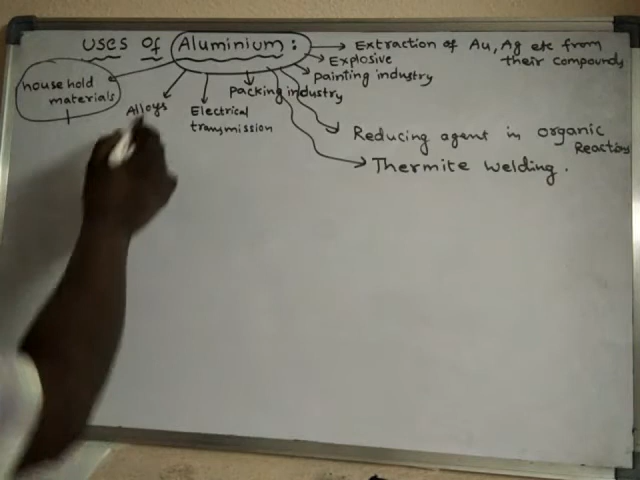 USES of Aluminium:
Extraction of Au, Ag etc from
their compounds
Explosive
Painting industry
Packing industry
house hold
materials
Alloys
Electrical
transmission
Reducing agent in organic
Reactions
Thermite welding.